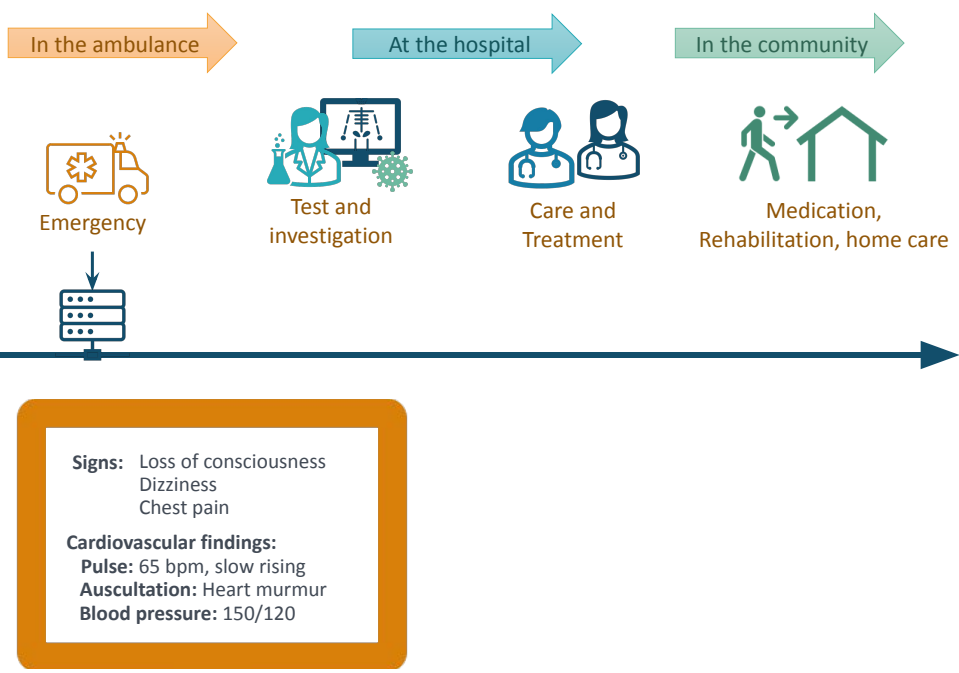 In the ambulance
At the hospital
In the community
Emergency
Test and
investigation
Care and
Treatment
Medication,
Rehabilitation, home care
Signs: Loss of consciousness
Dizziness
Chest pain
Cardiovascular findings:
Pulse: 65 bpm, slow rising
Auscultation: Heart murmur
Blood pressure: 150/120